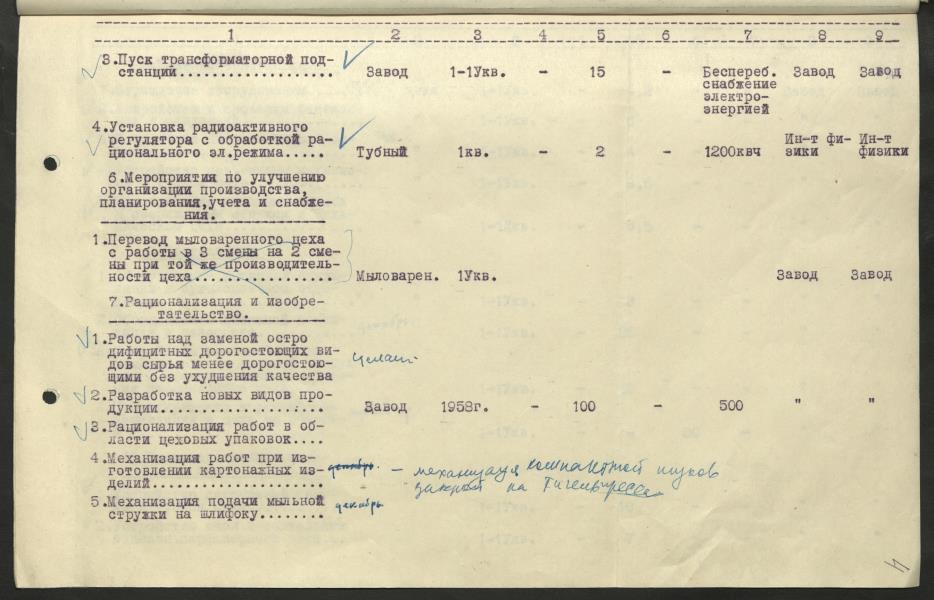 1 2 3 4 5 6 7 8 9
3.Пуск трансформаторной под-
станции................... Завод 1-1Укв. - 15 - Беспереб. Завод Завод
снабжение
электро-
энергией
4.Установка радиоактивного
регулятора с обработкой ра- Ин-т фи- Ин-т
ционального эл.режима..... Тубный 1кв. - 2 - 1200квч зики физики
6.Мероприятия по улучшению
организации производства,
планирования,учета и снабже-
ния.
1.Перевод мыловаренного цеха
с работы в 3 смены на 2 сме-
ны при той же производитель-
ности цеха................. Мыловарен. 1Укв. Завод Завод
7.Рационализация и изобре-
тательство.
1.Работы над заменой остро
дифицитных дорогостоющих ви-
дов сырья менее дорогостою-
щими без ухудшения качества
2.Разработка новых видов про-
дукции.................... Завод 1958г. - 100 - 500 " "
3.Рационализация работ в об-
ласти цеховых упаковок....
4.Механизация работ при из-
готовлении картонажных из- декабрь - механизация
делий..................... на Тигельпрессе
5.Механизация подачи мыльной
стружки на шлифоку........ декабрь